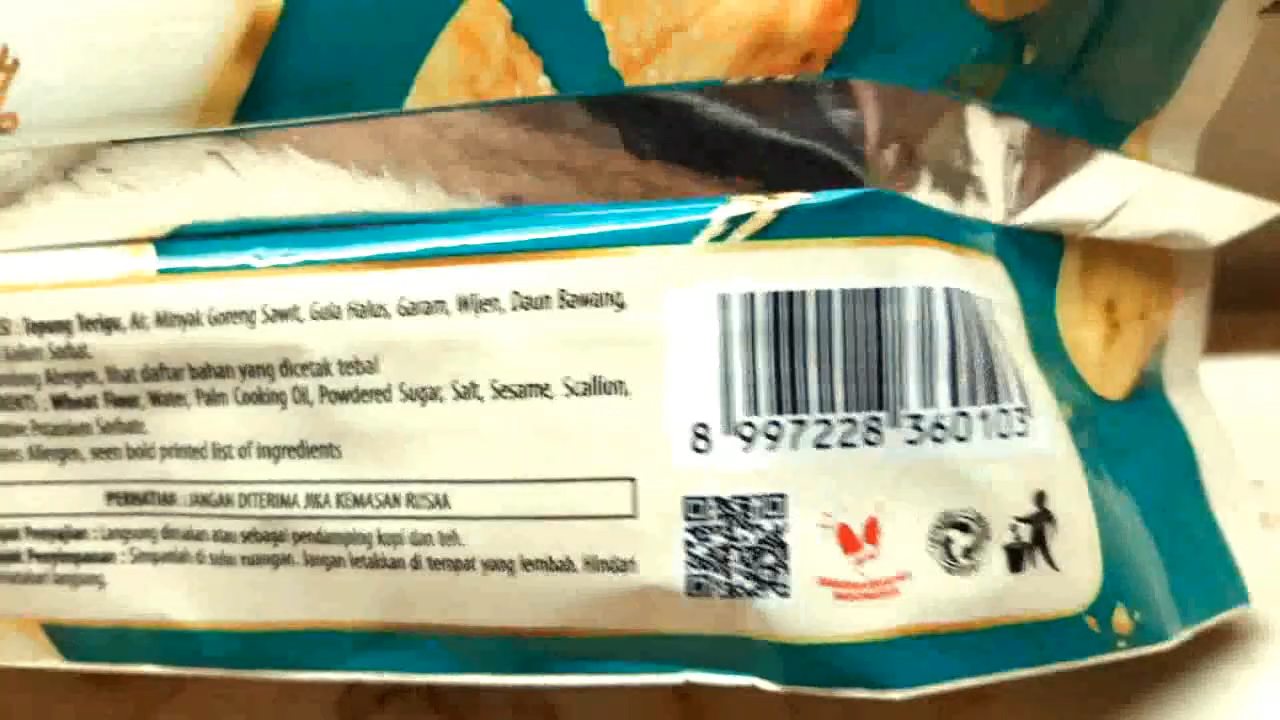 : Tepung Terigu, Air, Minyak Goreng Sawit, Gula Halus, Garam, Wijen, Daun Bawang,
Sorbat.
Alergen, lihat daftar bahan yang dicetak tebal
: Wheat Flour, Water, Palm Cooking Oil, Powdered Sugar, Salt, Sesame, Scallion,
Potassium Sorbate.
Allergen, seen bold printed list of ingredients
PERHATIAN : JANGAN DITERIMA JIKA KEMASAN RUSAK
Penyajian : Langsung dimakan atau sebagai pendamping kopi dan teh.
Penyimpanan : Simpanlah di suhu ruangan. Jangan letakkan di tempat yang lembab. Hindari
langsung.
8 997228 360103